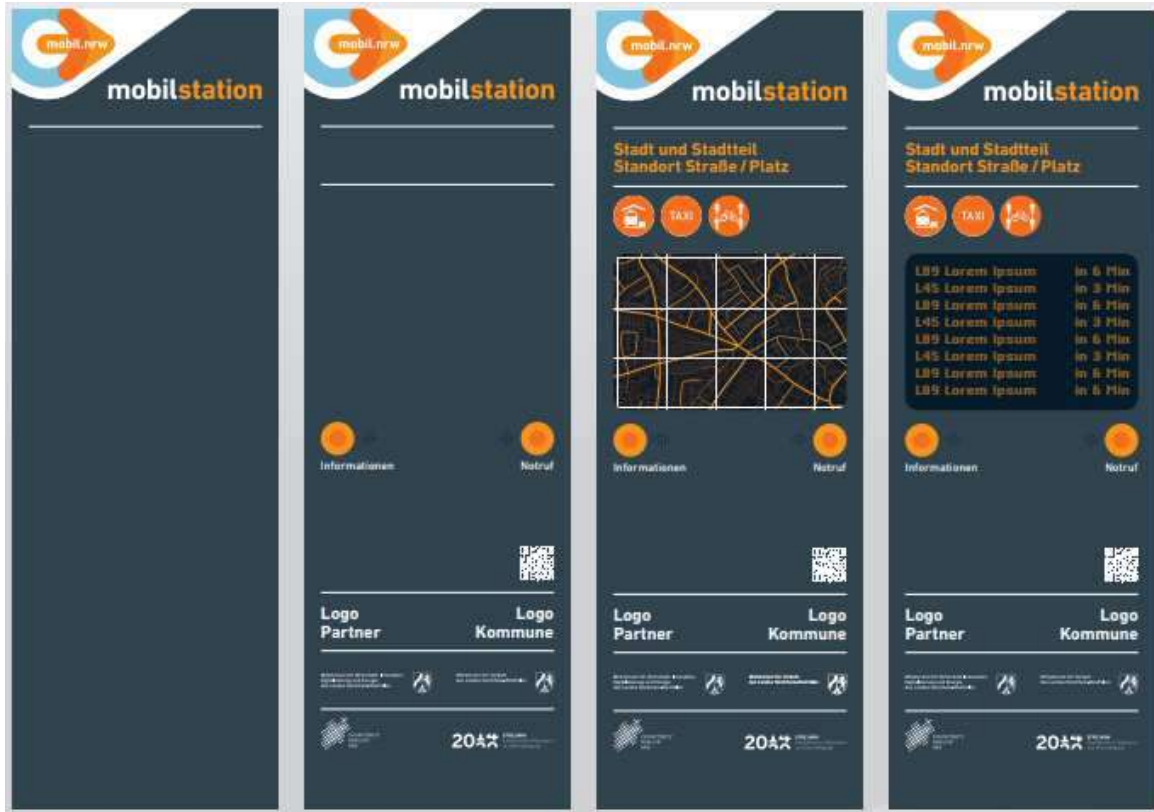 mobil.nrw
mobilstation
mobil.nrw
mobilstation
Informationen
Notruf
Logo Partner
Logo Kommune
20
mobil.nrw
mobilstation
Stadt und Stadtteil
Standort Straße / Platz
TAXI
Informationen
Notruf
Logo Partner
Logo Kommune
20
mobil.nrw
mobilstation
Stadt und Stadtteil
Standort Straße / Platz
TAXI
L89 Lorem Ipsum in 6 Min
L45 Lorem Ipsum in 3 Min
L89 Lorem Ipsum in 6 Min
L45 Lorem Ipsum in 3 Min
L89 Lorem Ipsum in 6 Min
L45 Lorem Ipsum in 3 Min
L89 Lorem Ipsum in 6 Min
L89 Lorem Ipsum in 6 Min
Informationen
Notruf
Logo Partner
Logo Kommune
20